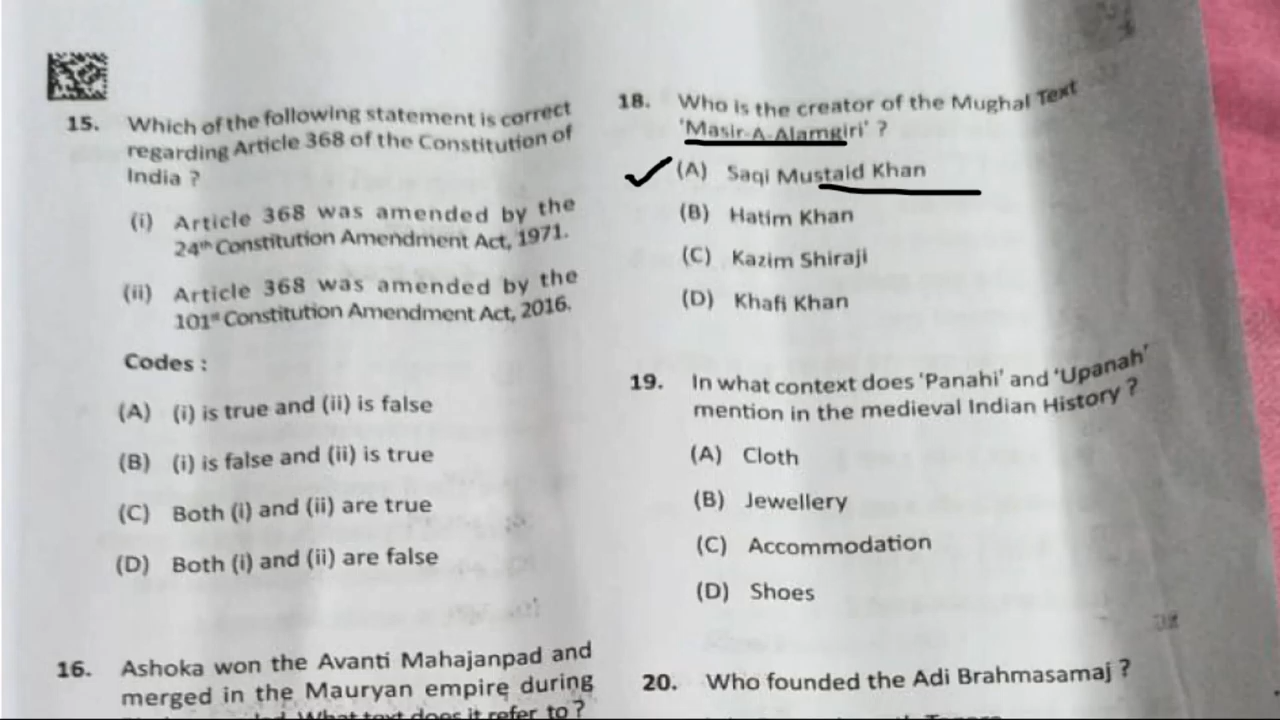 15. Which of the following statement is correct
regarding Article 368 of the Constitution of
India ?
(i) Article 368 was amended by the
24th Constitution Amendment Act, 1971.
(ii) Article 368 was amended by the
101st Constitution Amendment Act, 2016.
Codes :
(A) (i) is true and (ii) is false
(B) (i) is false and (ii) is true
(C) Both (i) and (ii) are true
(D) Both (i) and (ii) are false
16. Ashoka won the Avanti Mahajanpad and
merged in the Mauryan empire during
What text does it refer to ?
18. Who is the creator of the Mughal Text
'Masir-A-Alamgiri' ?
(A) Saqi Mustaid Khan
(B) Hatim Khan
(C) Kazim Shiraji
(D) Khafi Khan
19. In what context does 'Panahi' and 'Upanah'
mention in the medieval Indian History ?
(A) Cloth
(B) Jewellery
(C) Accommodation
(D) Shoes
20. Who founded the Adi Brahmasamaj ?